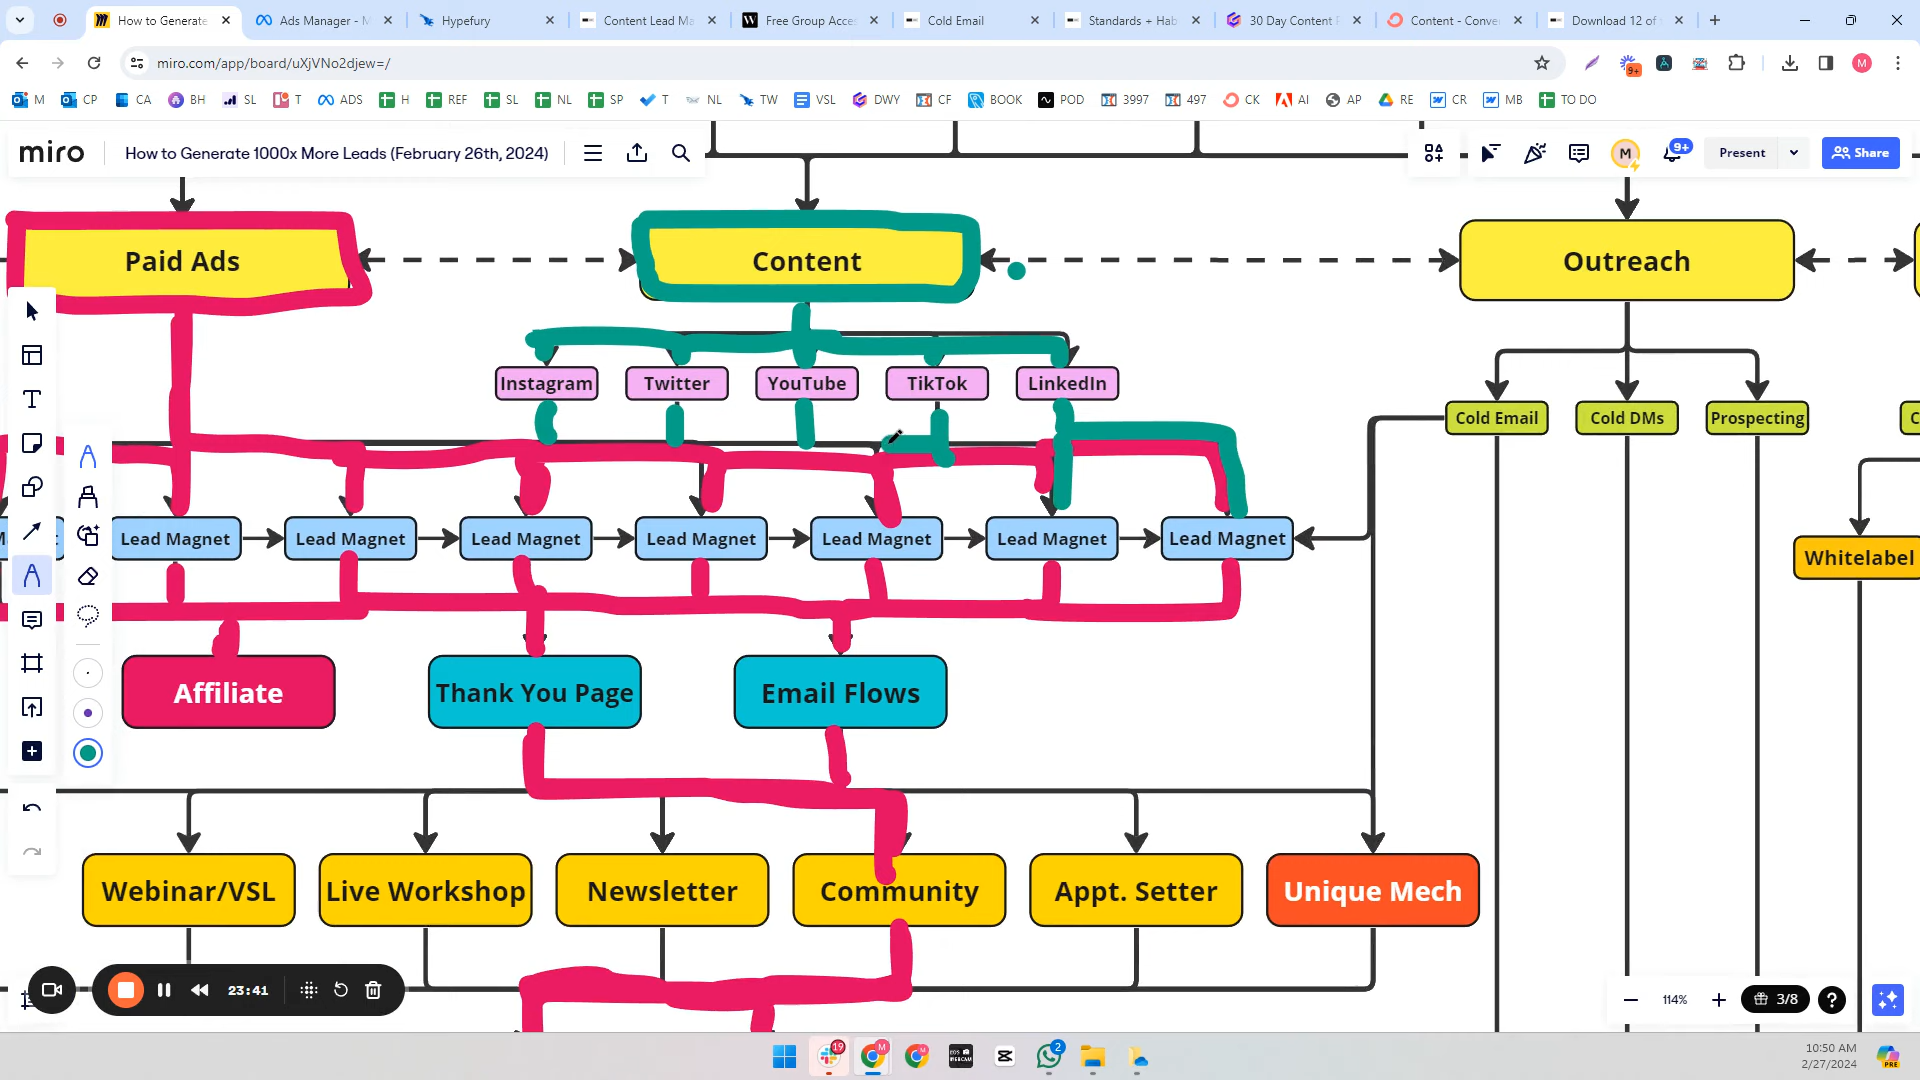 How to Generate
Ads Manager - M
Hypefury
Content Lead Ma
Free Group Acces
Cold Email
Standards + Hab
30 Day Content
Content - Conve
Download 12 of
miro.com/app/board/uXjVNo2djew=/
9+
M
M CP CA BH SL T ADS H REF SL NL SP T NL TW VSL DWY CF BOOK POD 3997 497 CK AI AP RE CR MB TO DO
miro
How to Generate 1000x More Leads (February 26th, 2024)
M
9+
Present
Share
Paid Ads
Content
Outreach
Instagram
Twitter
YouTube
TikTok
LinkedIn
Cold Email
Cold DMs
Prospecting
Lead Magnet
Lead Magnet
Lead Magnet
Lead Magnet
Lead Magnet
Lead Magnet
Lead Magnet
Whitelabel
Affiliate
Thank You Page
Email Flows
Webinar/VSL
Live Workshop
Newsletter
Community
Appt. Setter
Unique Mech
23:41
114%
3/8
?
19
M
2
10:50 AM
2/27/2024
PRE